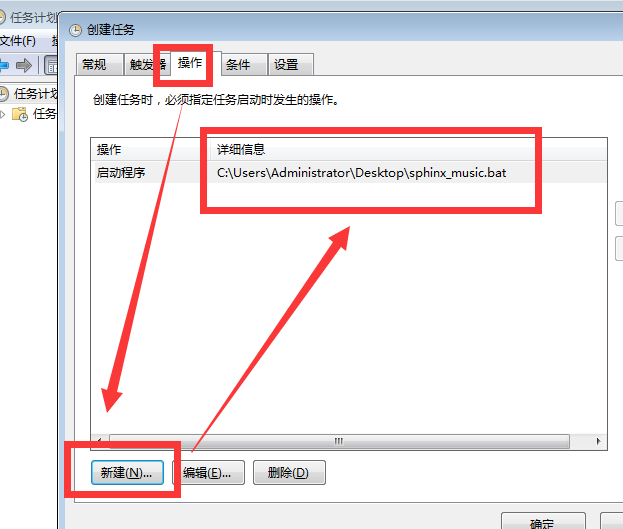 任务计划
创建任务
文件(F)
常规
触发器
操作
条件
设置
任务计划
任务
创建任务时，必须指定任务启动时发生的操作。
操作
详细信息
启动程序
C:\Users\Administrator\Desktop\sphinx_music.bat
新建(N)...
编辑(E)...
删除(D)
确定